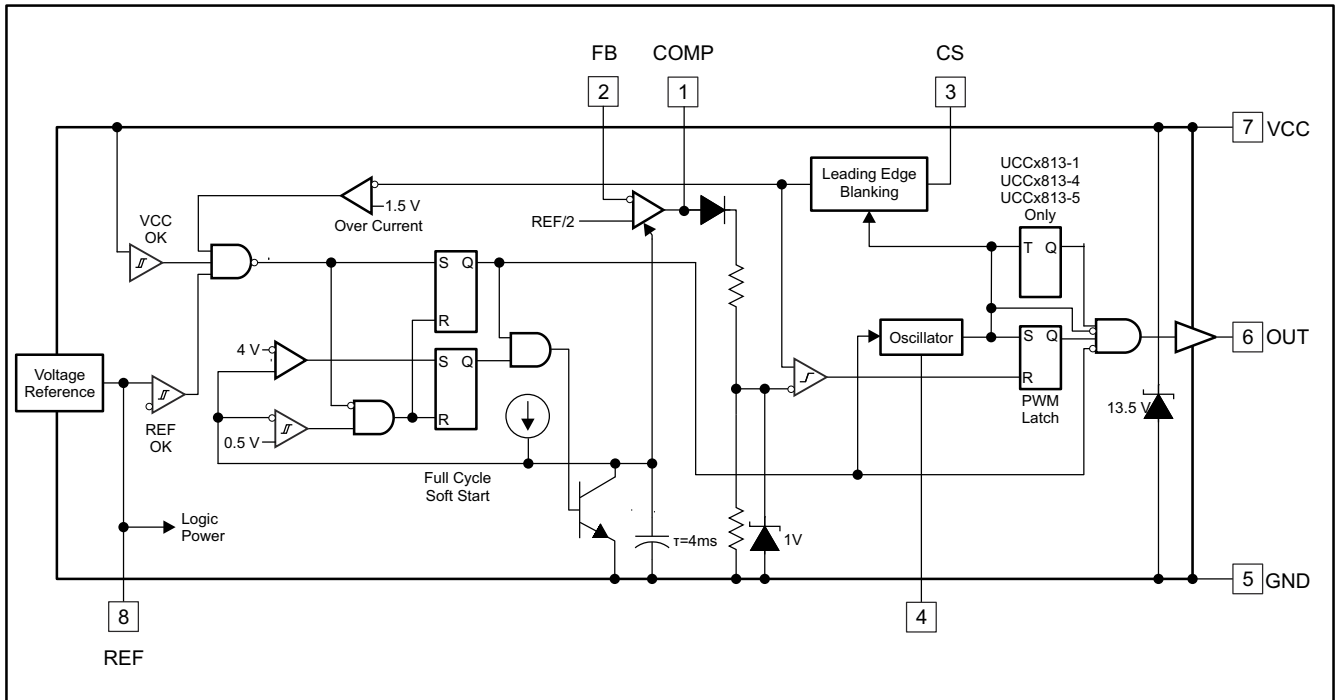 FB
COMP
CS
2
1
3
7
VCC
UCCx813-1
UCCx813-4
UCCx813-5
Only
Leading Edge
Blanking
1.5 V
Over Current
REF/2
VCC
OK
T Q
S Q
R
Oscillator
S Q
R
PWM
Latch
6
OUT
4 V
S Q
R
Voltage
Reference
REF
OK
0.5 V
13.5 V
Full Cycle
Soft Start
Logic
Power
τ=4ms
1V
5
GND
8
4
REF